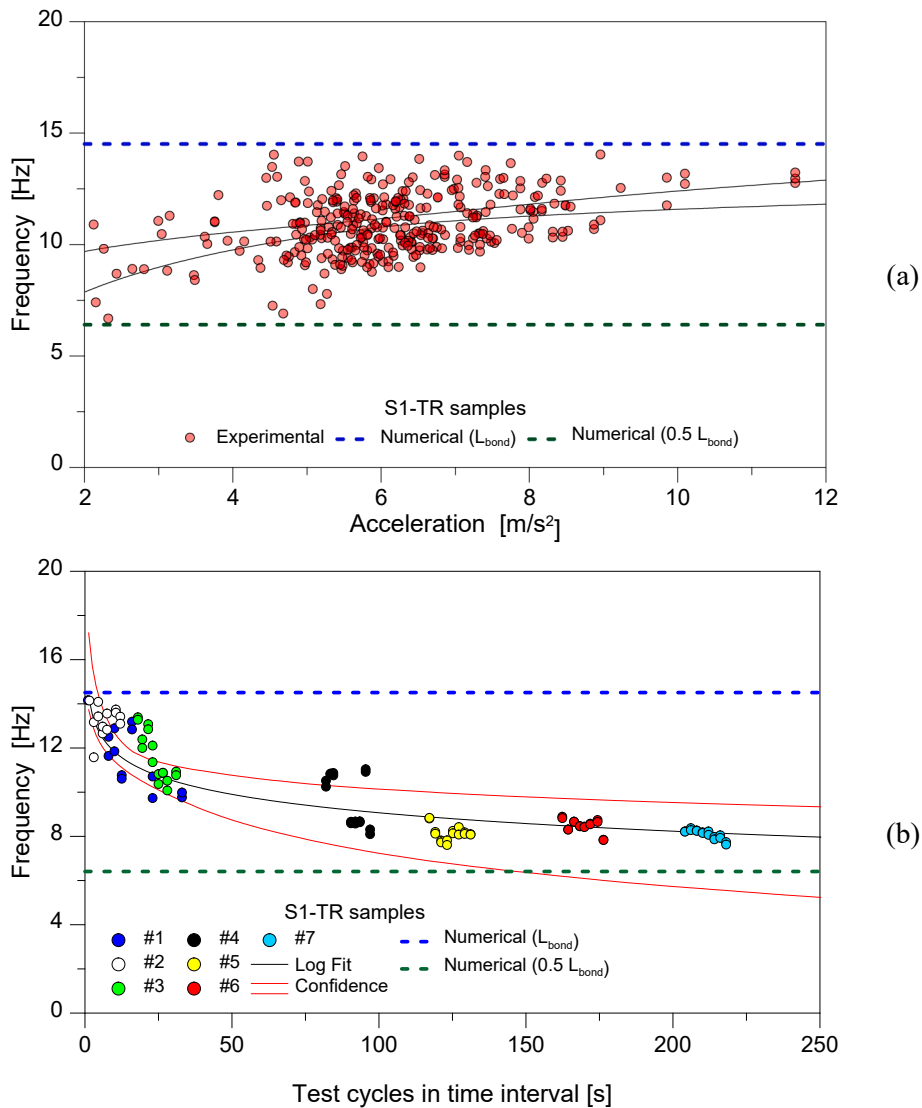 20
15
10
5
0
Frequency [Hz]
S1-TR samples
Experimental
Numerical (Lbond)
Numerical (0.5 Lbond)
2
4
6
8
10
12
Acceleration [m/s²]
(a)
20
16
12
8
4
0
Frequency [Hz]
S1-TR samples
#1 #4 #7 Numerical (Lbond)
#2 #5 Log Fit Numerical (0.5 Lbond)
#3 #6 Confidence
0
50
100
150
200
250
Test cycles in time interval [s]
(b)